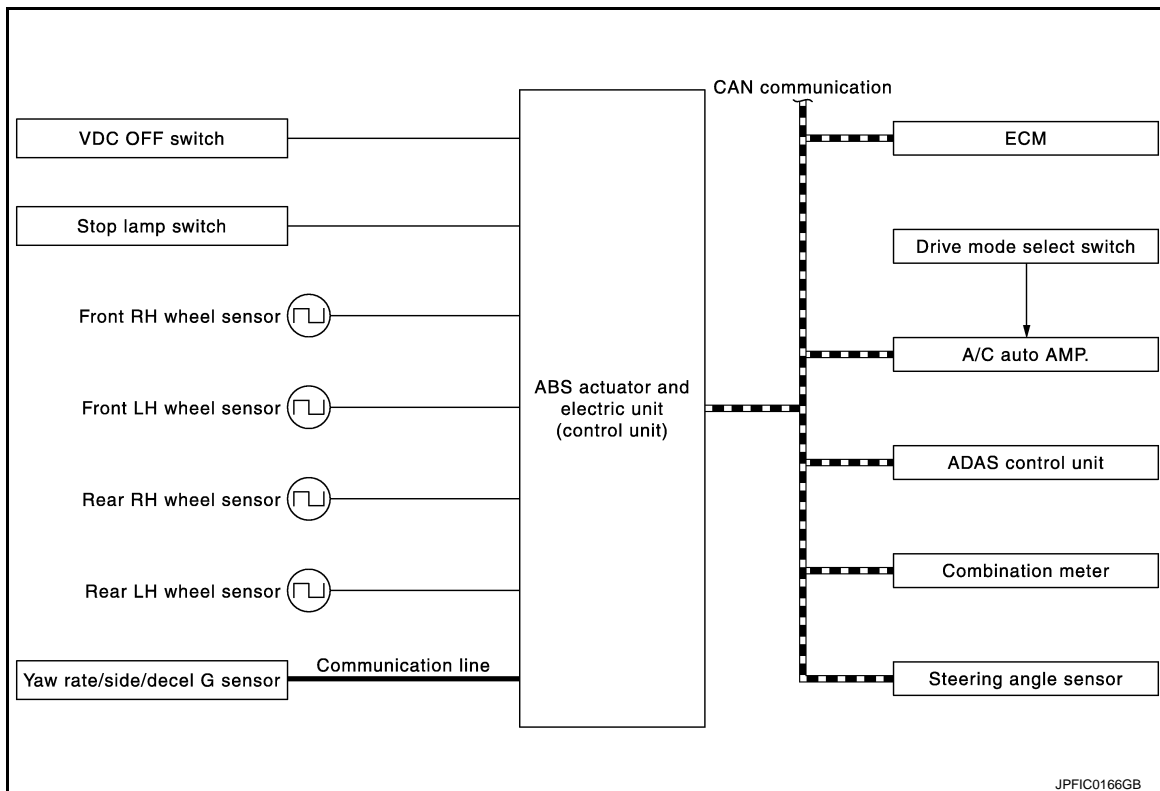 CAN communication
VDC OFF switch
Stop lamp switch
Front RH wheel sensor
Front LH wheel sensor
Rear RH wheel sensor
Rear LH wheel sensor
Yaw rate/side/decel G sensor
Communication line
ABS actuator and
electric unit
(control unit)
ECM
Drive mode select switch
A/C auto AMP.
ADAS control unit
Combination meter
Steering angle sensor
JPFIC0166GB